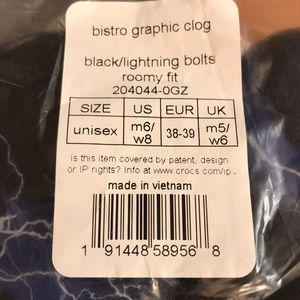 bistro graphic clog
black/lightning bolts
roomy fit
204044-0GZ
SIZE US EUR UK
unisex m6/w8 38-39 m5/w6
Is this item covered by patent, design
or IP rights? Info at www.crocs.com/ip.
made in vietnam
1 91448 58956 8